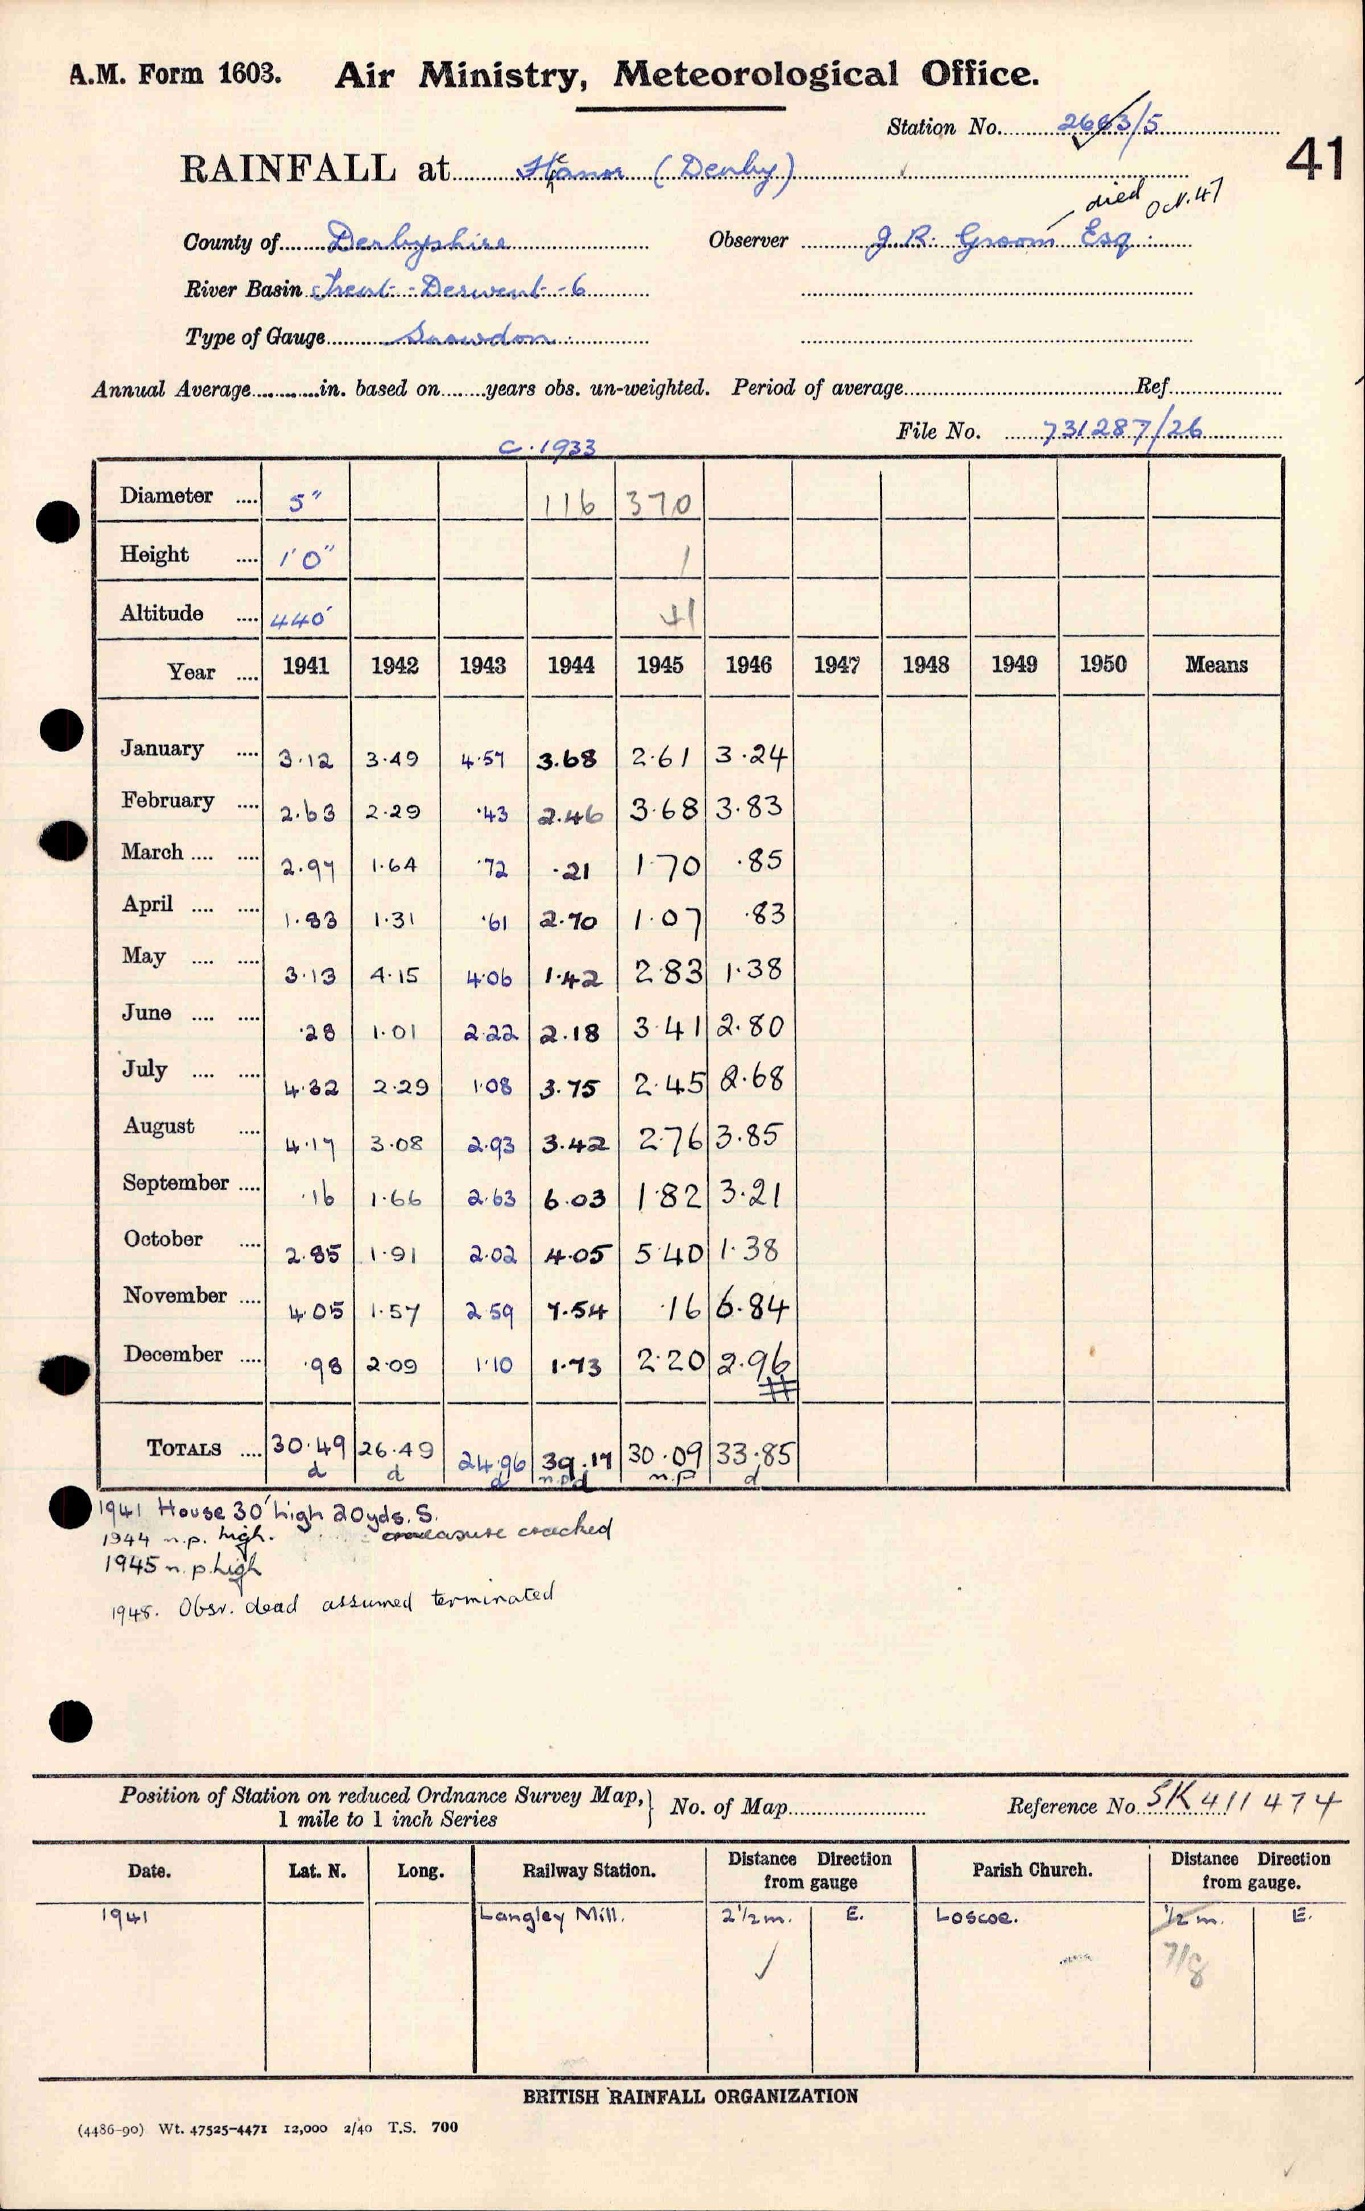 A.M. Form 1603. Air Ministry, Meteorological Office.
Station No. 2663/5
41
RAINFALL at Heanor (Denby)
died Oct. 47
County of Derbyshire Observer J. R. Groom Esq.
River Basin Trent - Derwent - 6
Type of Gauge Snowdon
Annual Average in. based on years obs. un-weighted. Period of average Ref
File No. 731287/26
C. 1933
Diameter .... 5" 116 370
Height .... 1'0" 1
Altitude .... 440' 41
Year .... 1941 1942 1943 1944 1945 1946 1947 1948 1949 1950 Means
January .... 3.12 3.49 4.57 3.68 2.61 3.24
February .... 2.63 2.29 .43 2.46 3.68 3.83
March .... .... 2.97 1.64 .72 .21 1.70 .85
April .... .... 1.83 1.31 .61 2.70 1.07 .83
May .... .... 3.13 4.15 4.06 1.42 2.83 1.38
June .... .... .28 1.01 2.22 2.18 3.41 2.80
July .... .... 4.32 2.29 1.08 3.75 2.45 2.68
August .... 4.17 3.08 2.93 3.42 2.76 3.85
September .... .16 1.66 2.63 6.03 1.82 3.21
October .... 2.85 1.91 2.02 4.05 5.40 1.38
November .... 4.05 1.57 2.59 7.54 .16 6.84
December .... .98 2.09 1.10 1.73 2.20 2.96
TOTALS .... 30.49 26.49 24.96 39.17 30.09 33.85
d d d n.p.d n.p d
1941 House 30' high 20yds. S.
1944 n.p. high. measure cracked
1945 n.p. high
1948. Obsr. dead assumed terminated
Position of Station on reduced Ordnance Survey Map, 1 mile to 1 inch Series } No. of Map Reference No SK 411 474
Date. Lat. N. Long. Railway Station. Distance Direction from gauge Parish Church. Distance Direction from gauge.
1941 Langley Mill. 2½m. E. Loscoe. ½ m. E.
7/8
BRITISH RAINFALL ORGANIZATION
(4486-90) Wt. 47525-4471 12,000 2/40 T.S. 700